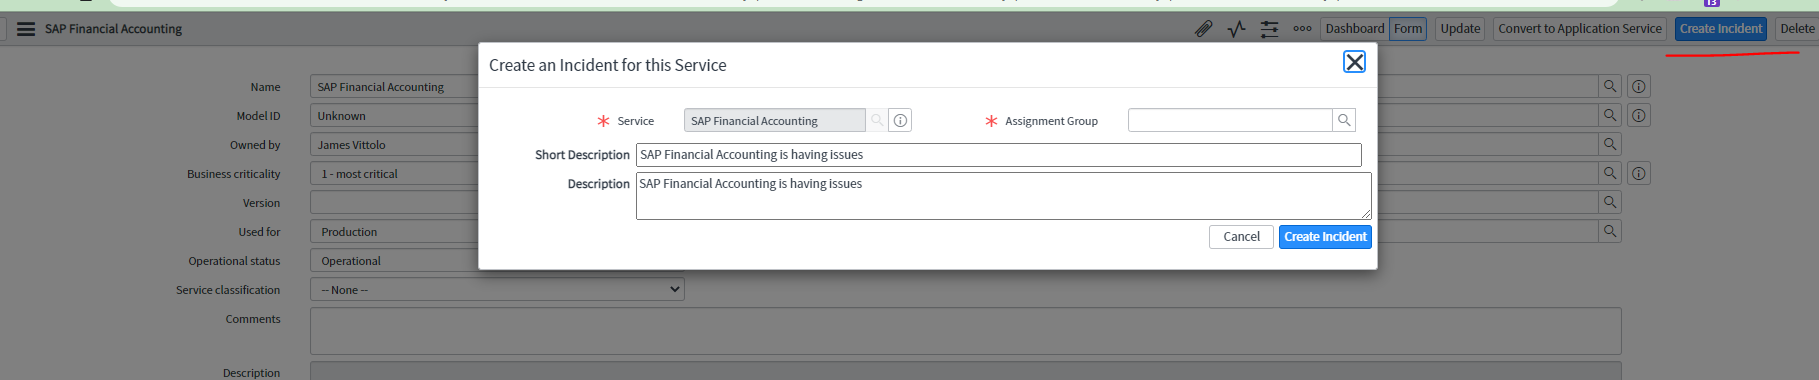 13
SAP Financial Accounting
Dashboard Form Update Convert to Application Service Create Incident Delete
Create an Incident for this Service
Name SAP Financial Accounting
Service SAP Financial Accounting Assignment Group
Model ID Unknown
Owned by James Vittolo
Short Description SAP Financial Accounting is having issues
Business criticality 1 - most critical
Description SAP Financial Accounting is having issues
Version
Used for Production
Cancel Create Incident
Operational status Operational
Service classification -- None --
Comments
Description